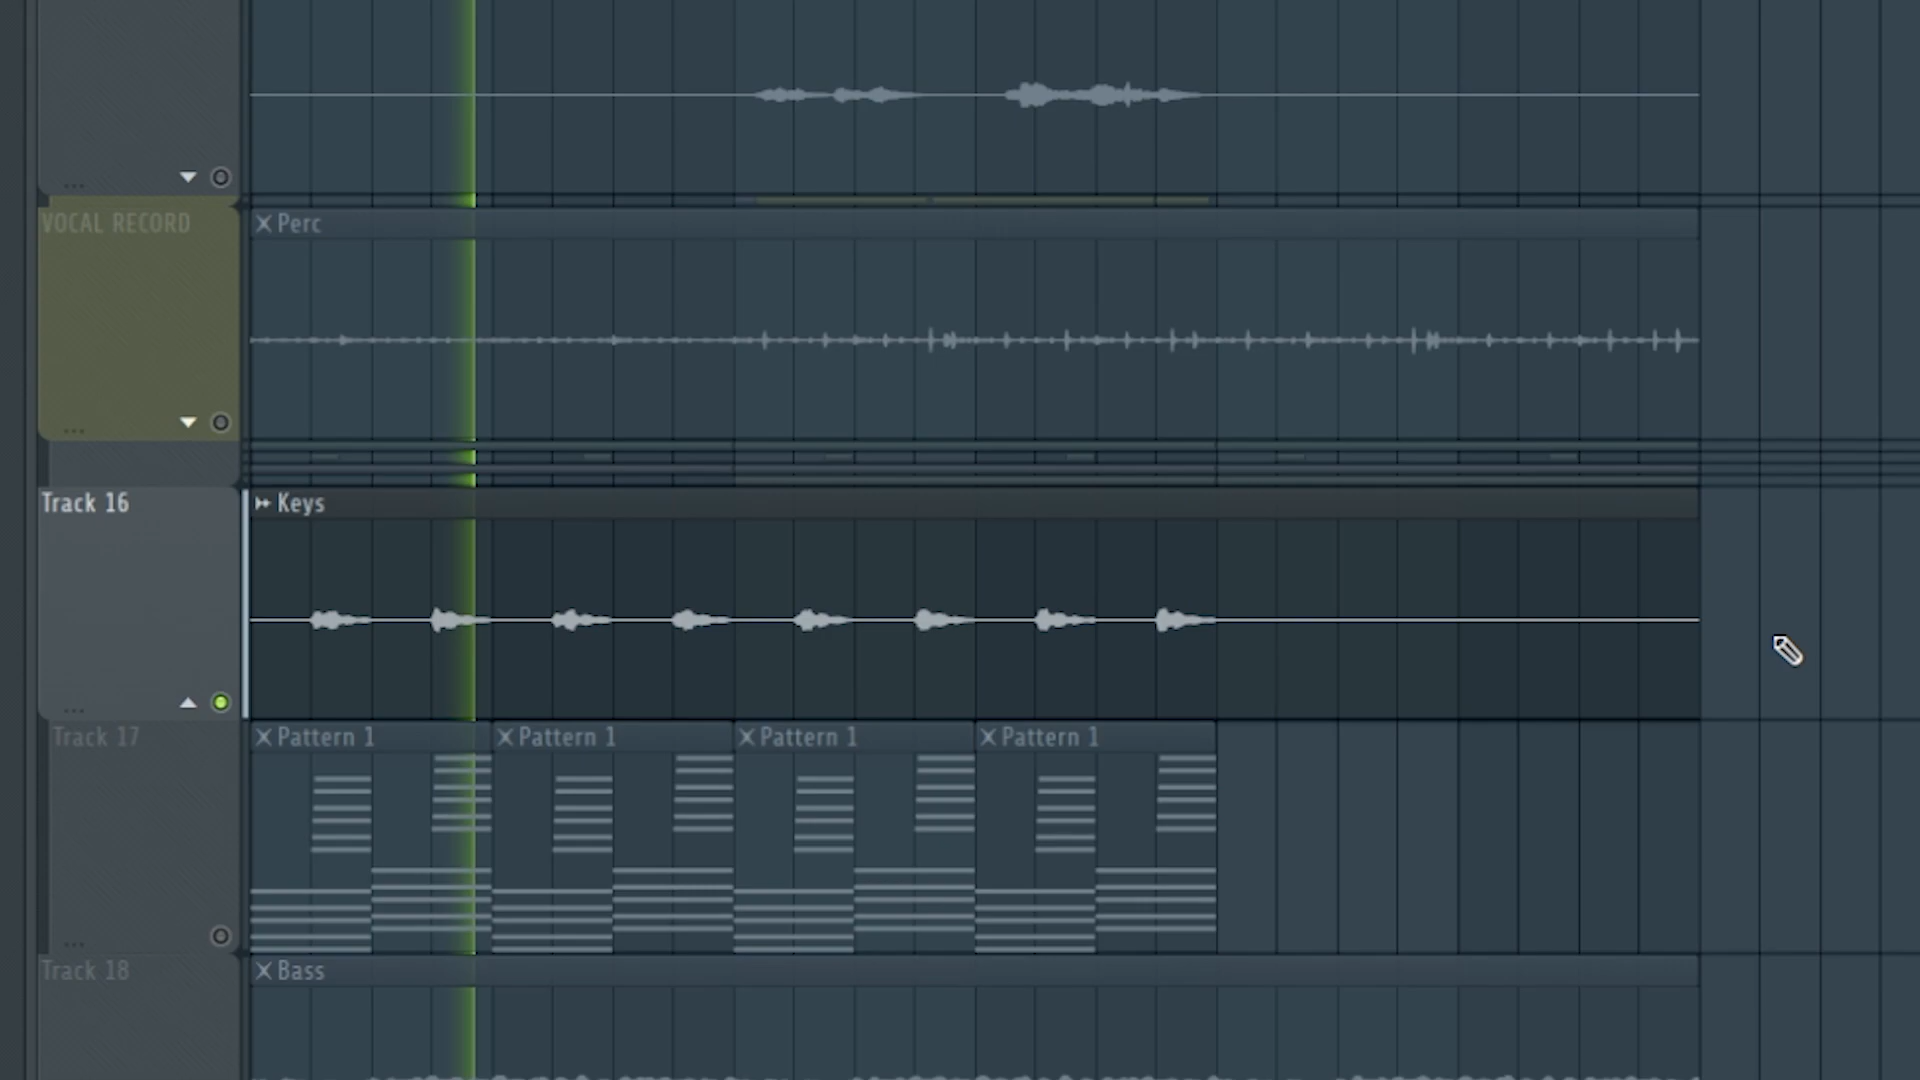 VOCAL RECORD
Perc
Track 16
Keys
Track 17
Pattern 1
Pattern 1
Pattern 1
Pattern 1
Track 18
Bass